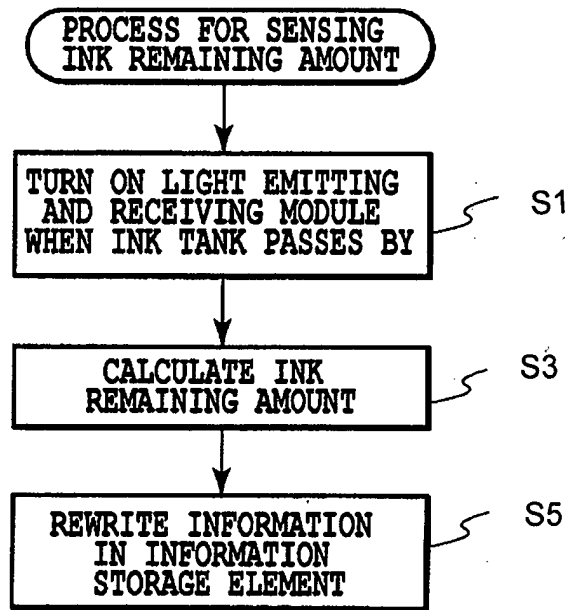 PROCESS FOR SENSING
INK REMAINING AMOUNT
TURN ON LIGHT EMITTING
AND RECEIVING MODULE
WHEN INK TANK PASSES BY
S1
CALCULATE INK
REMAINING AMOUNT
S3
REWRITE INFORMATION
IN INFORMATION
STORAGE ELEMENT
S5